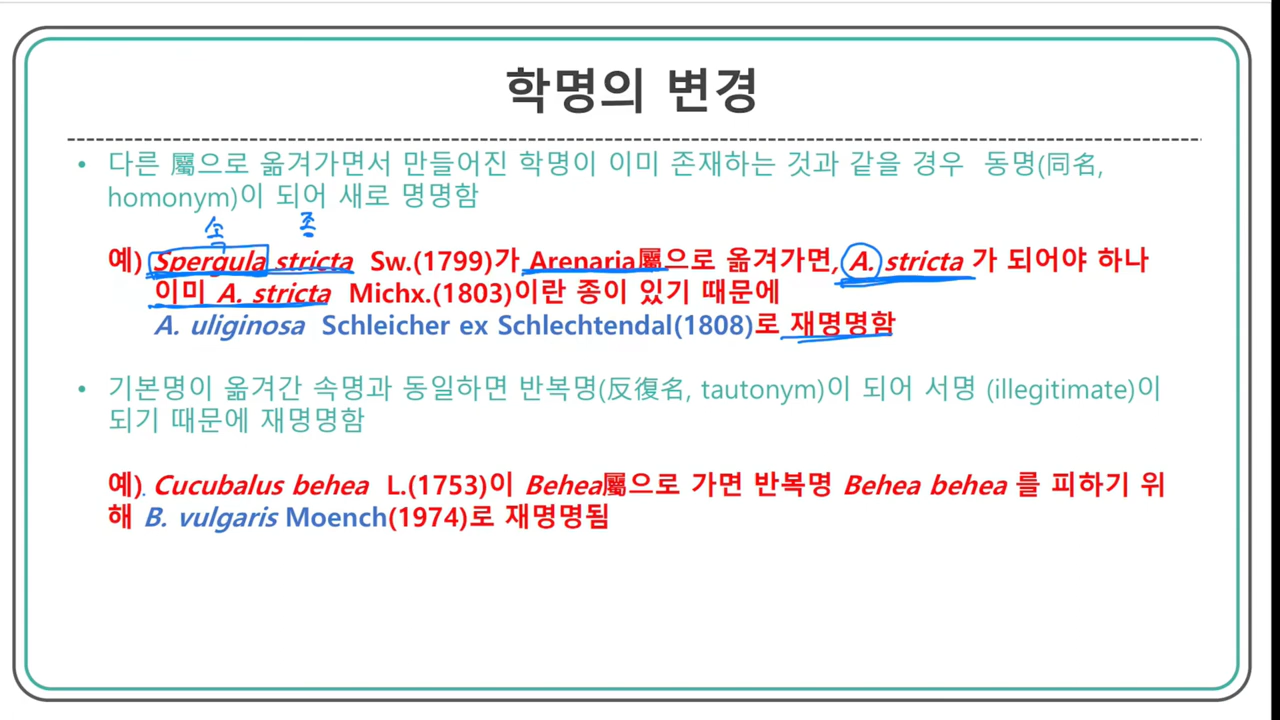 학명의 변경
• 다른 屬으로 옮겨가면서 만들어진 학명이 이미 존재하는 것과 같을 경우 동명(同名,
homonym)이 되어 새로 명명함
속 종
예) Spergula stricta Sw.(1799)가 Arenaria屬으로 옮겨가면, A. stricta 가 되어야 하나
이미 A. stricta Michx.(1803)이란 종이 있기 때문에
A. uliginosa Schleicher ex Schlechtendal(1808)로 재명명함
• 기본명이 옮겨간 속명과 동일하면 반복명(反復名, tautonym)이 되어 서명 (illegitimate)이
되기 때문에 재명명함
예). Cucubalus behea L.(1753)이 Behea屬으로 가면 반복명 Behea behea 를 피하기 위
해 B. vulgaris Moench(1974)로 재명명됨